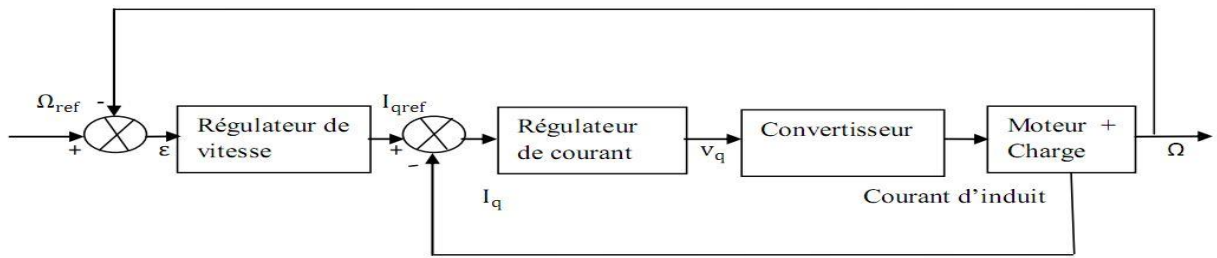 Ω_ref
-
+
ε
Régulateur de
vitesse
I_qref
+
-
I_q
Régulateur
de courant
v_q
Convertisseur
Courant d'induit
Moteur +
Charge
Ω